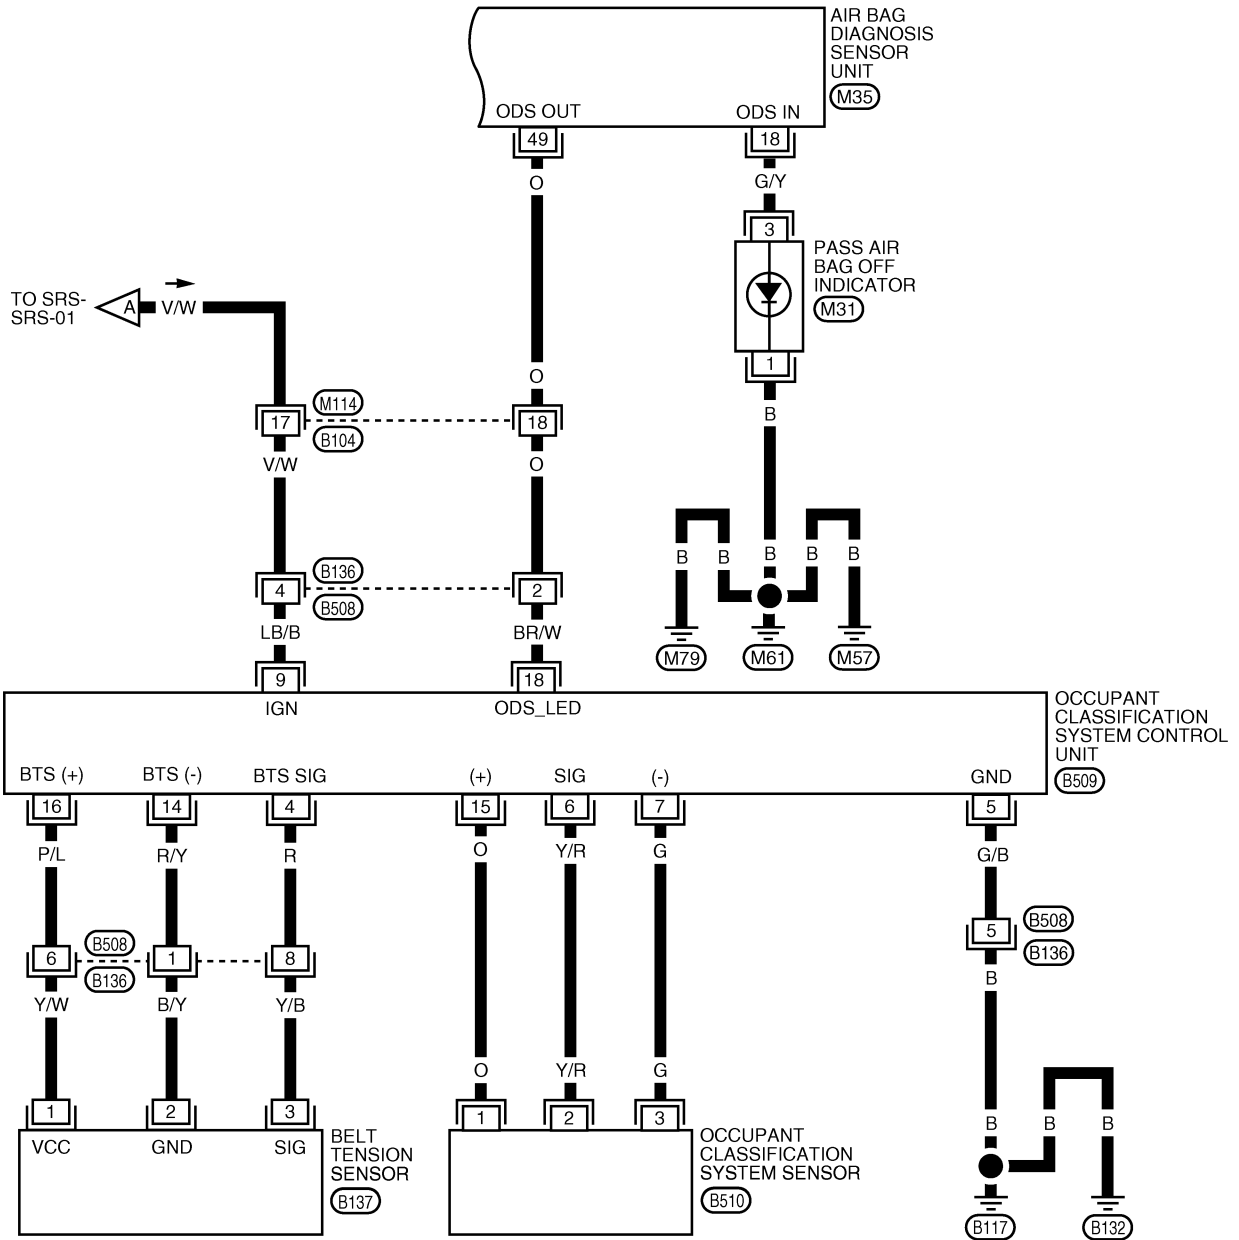 AIR BAG
DIAGNOSIS
SENSOR
UNIT
M35
ODS OUT
ODS IN
49
18
O
G/Y
3
PASS AIR
BAG OFF
INDICATOR
M31
1
B
TO SRS-
SRS-01
A
V/W
O
M114
17
18
B104
V/W
O
B136
4
2
B508
LB/B
BR/W
B
B
B
B
B
M79
M61
M57
9
18
IGN
ODS_LED
OCCUPANT
CLASSIFICATION
SYSTEM CONTROL
UNIT
B509
BTS (+)
BTS (-)
BTS SIG
(+)
SIG
(-)
GND
16
14
4
15
6
7
5
P/L
R/Y
R
O
Y/R
G
G/B
B508
6
1
8
B136
B508
5
B136
Y/W
B/Y
Y/B
B
O
Y/R
G
1
2
3
1
2
3
B
B
B
VCC
GND
SIG
BELT
TENSION
SENSOR
B137
OCCUPANT
CLASSIFICATION
SYSTEM SENSOR
B510
B117
B132